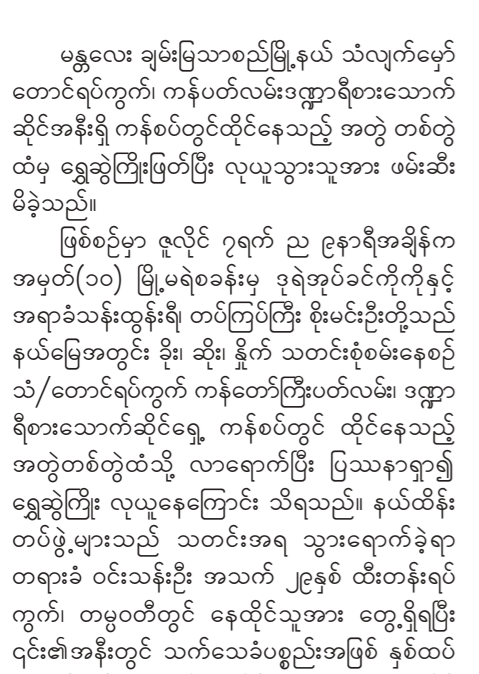 မန္တလေး ချမ်းမြသာစည်မြို့နယ် သံလျက်မှော်
တောင်ရပ်ကွက်၊ ကန်ပတ်လမ်းဒဏ္ဍာရီစားသောက်
ဆိုင်အနီးရှိ ကန်စပ်တွင်ထိုင်နေသည့် အတွဲ တစ်တွဲ
ထံမှ ရွှေဆွဲကြိုးဖြတ်ပြီး လုယူသွားသူအား ဖမ်းဆီး
မိခဲ့သည်။
ဖြစ်စဉ်မှာ ဇူလိုင် ၇ရက် ည ၉နာရီအချိန်က
အမှတ်(၁၀) မြို့မရဲစခန်းမှ ဒုရဲအုပ်ခင်ကိုကိုနှင့်
အရာခံသန်းထွန်းရီ၊ တပ်ကြပ်ကြီး စိုးမင်းဦးတို့သည်
နယ်မြေအတွင်း ခိုး၊ ဆိုး၊ နှိုက် သတင်းစုံစမ်းနေစဉ်
သံ/တောင်ရပ်ကွက် ကန်တော်ကြီးပတ်လမ်း၊ ဒဏ္ဍာ
ရီစားသောက်ဆိုင်ရှေ့ ကန်စပ်တွင် ထိုင်နေသည့်
အတွဲတစ်တွဲထံသို့ လာရောက်ပြီး ပြဿနာရှာ၍
ရွှေဆွဲကြိုး လုယူနေကြောင်း သိရသည်။ နယ်ထိန်း
တပ်ဖွဲ့များသည် သတင်းအရ သွားရောက်ခဲ့ရာ
တရားခံ ဝင်းသန်းဦး အသက် ၂၉နှစ် ထီးတန်းရပ်
ကွက်၊ တမ္ပဝတီတွင် နေထိုင်သူအား တွေ့ရှိရပြီး
၎င်း၏အနီးတွင် သက်သေခံပစ္စည်းအဖြစ် နှစ်ထပ်